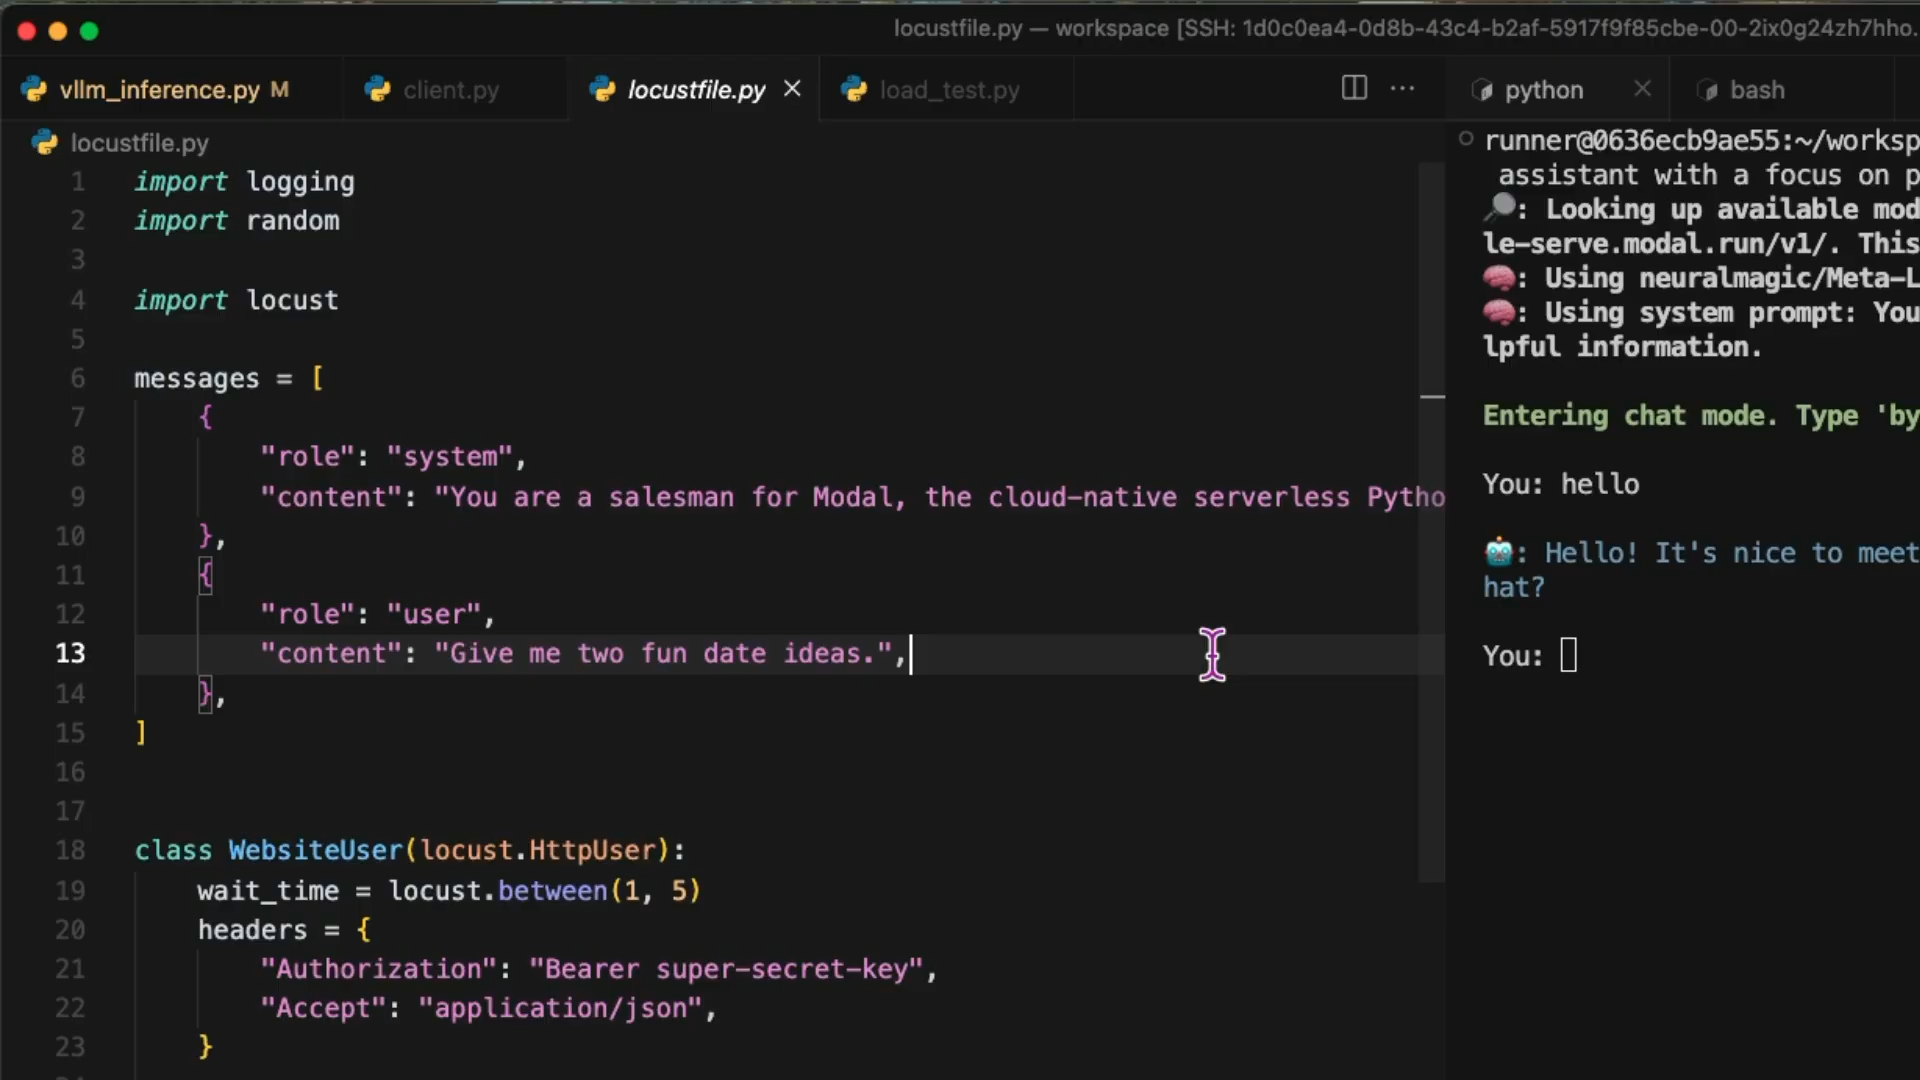 locustfile.py — workspace [SSH: 1d0c0ea4-0d8b-43c4-b2af-5917f9f85cbe-00-2ix0g24zh7hho.
vllm_inference.py M
client.py
locustfile.py
load_test.py
python
bash
locustfile.py
1 import logging
2 import random
3
4 import locust
5
6 messages = [
7 {
8 "role": "system",
9 "content": "You are a salesman for Modal, the cloud-native serverless Pytho
10 },
11 {
12 "role": "user",
13 "content": "Give me two fun date ideas.",
14 },
15 ]
16
17
18 class WebsiteUser(locust.HttpUser):
19 wait_time = locust.between(1, 5)
20 headers = {
21 "Authorization": "Bearer super-secret-key",
22 "Accept": "application/json",
23 }
runner@0636ecb9ae55:~/worksp
assistant with a focus on p
🔎: Looking up available mod
le-serve.modal.run/v1/. This
🧠: Using neuralmagic/Meta-L
🧠: Using system prompt: You
lpful information.
Entering chat mode. Type 'by
You: hello
🤖: Hello! It's nice to meet
hat?
You: